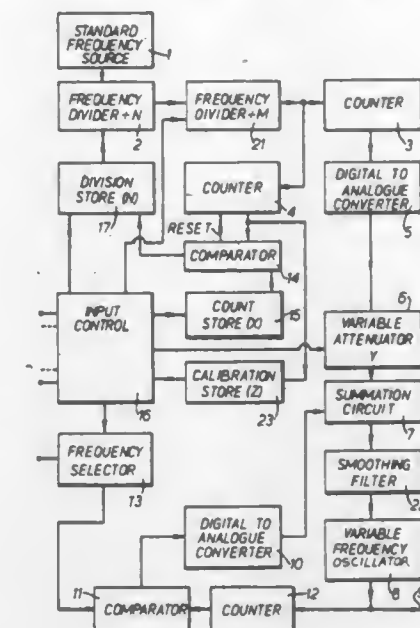 STANDARD
FREQUENCY
SOURCE
1
FREQUENCY
DIVIDER ÷ N
2
FREQUENCY
DIVIDER ÷ M
21
COUNTER
3
DIVISION
STORE (N)
17
COUNTER
4
DIGITAL TO
ANALOGUE
CONVERTER
5
RESET
COMPARATOR
14
INPUT
CONTROL
16
COUNT
STORE (X)
15
6
VARIABLE
ATTENUATOR
Y
CALIBRATION
STORE (Z)
23
SUMMATION
CIRCUIT
7
FREQUENCY
SELECTOR
13
SMOOTHING
FILTER
DIGITAL TO
ANALOGUE
CONVERTER
10
VARIABLE
FREQUENCY
OSCILLATOR
8
11
COMPARATOR
12
COUNTER